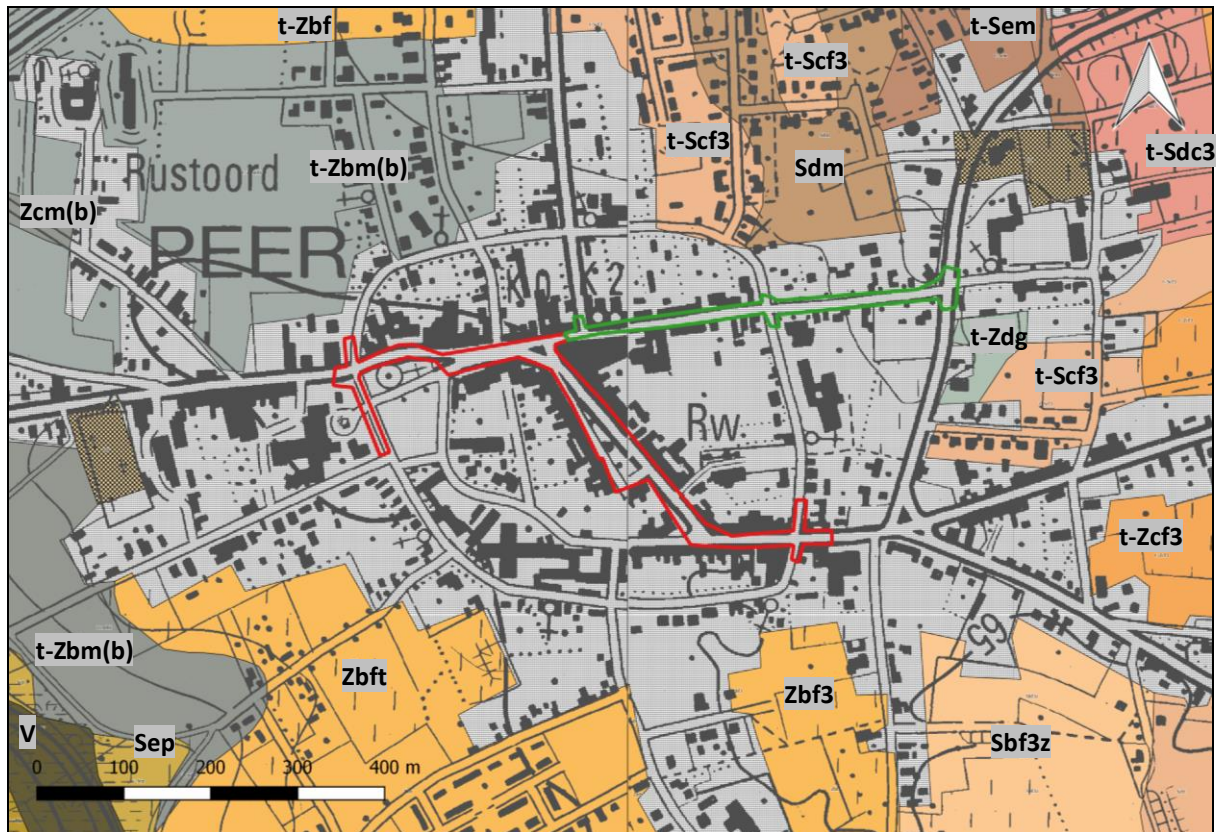 t-Zbf
t-Sem
t-Scf3
t-Scf3
t-Sdc3
t-Zbm(b)
Rustoord
Sdm
Zcm(b)
PEER
t-Zdg
t-Scf3
Rw
t-Zcf3
59
t-Zbm(b)
Zbft
Zbf3
V
Sep
Sbf3z
0 100 200 300 400 m